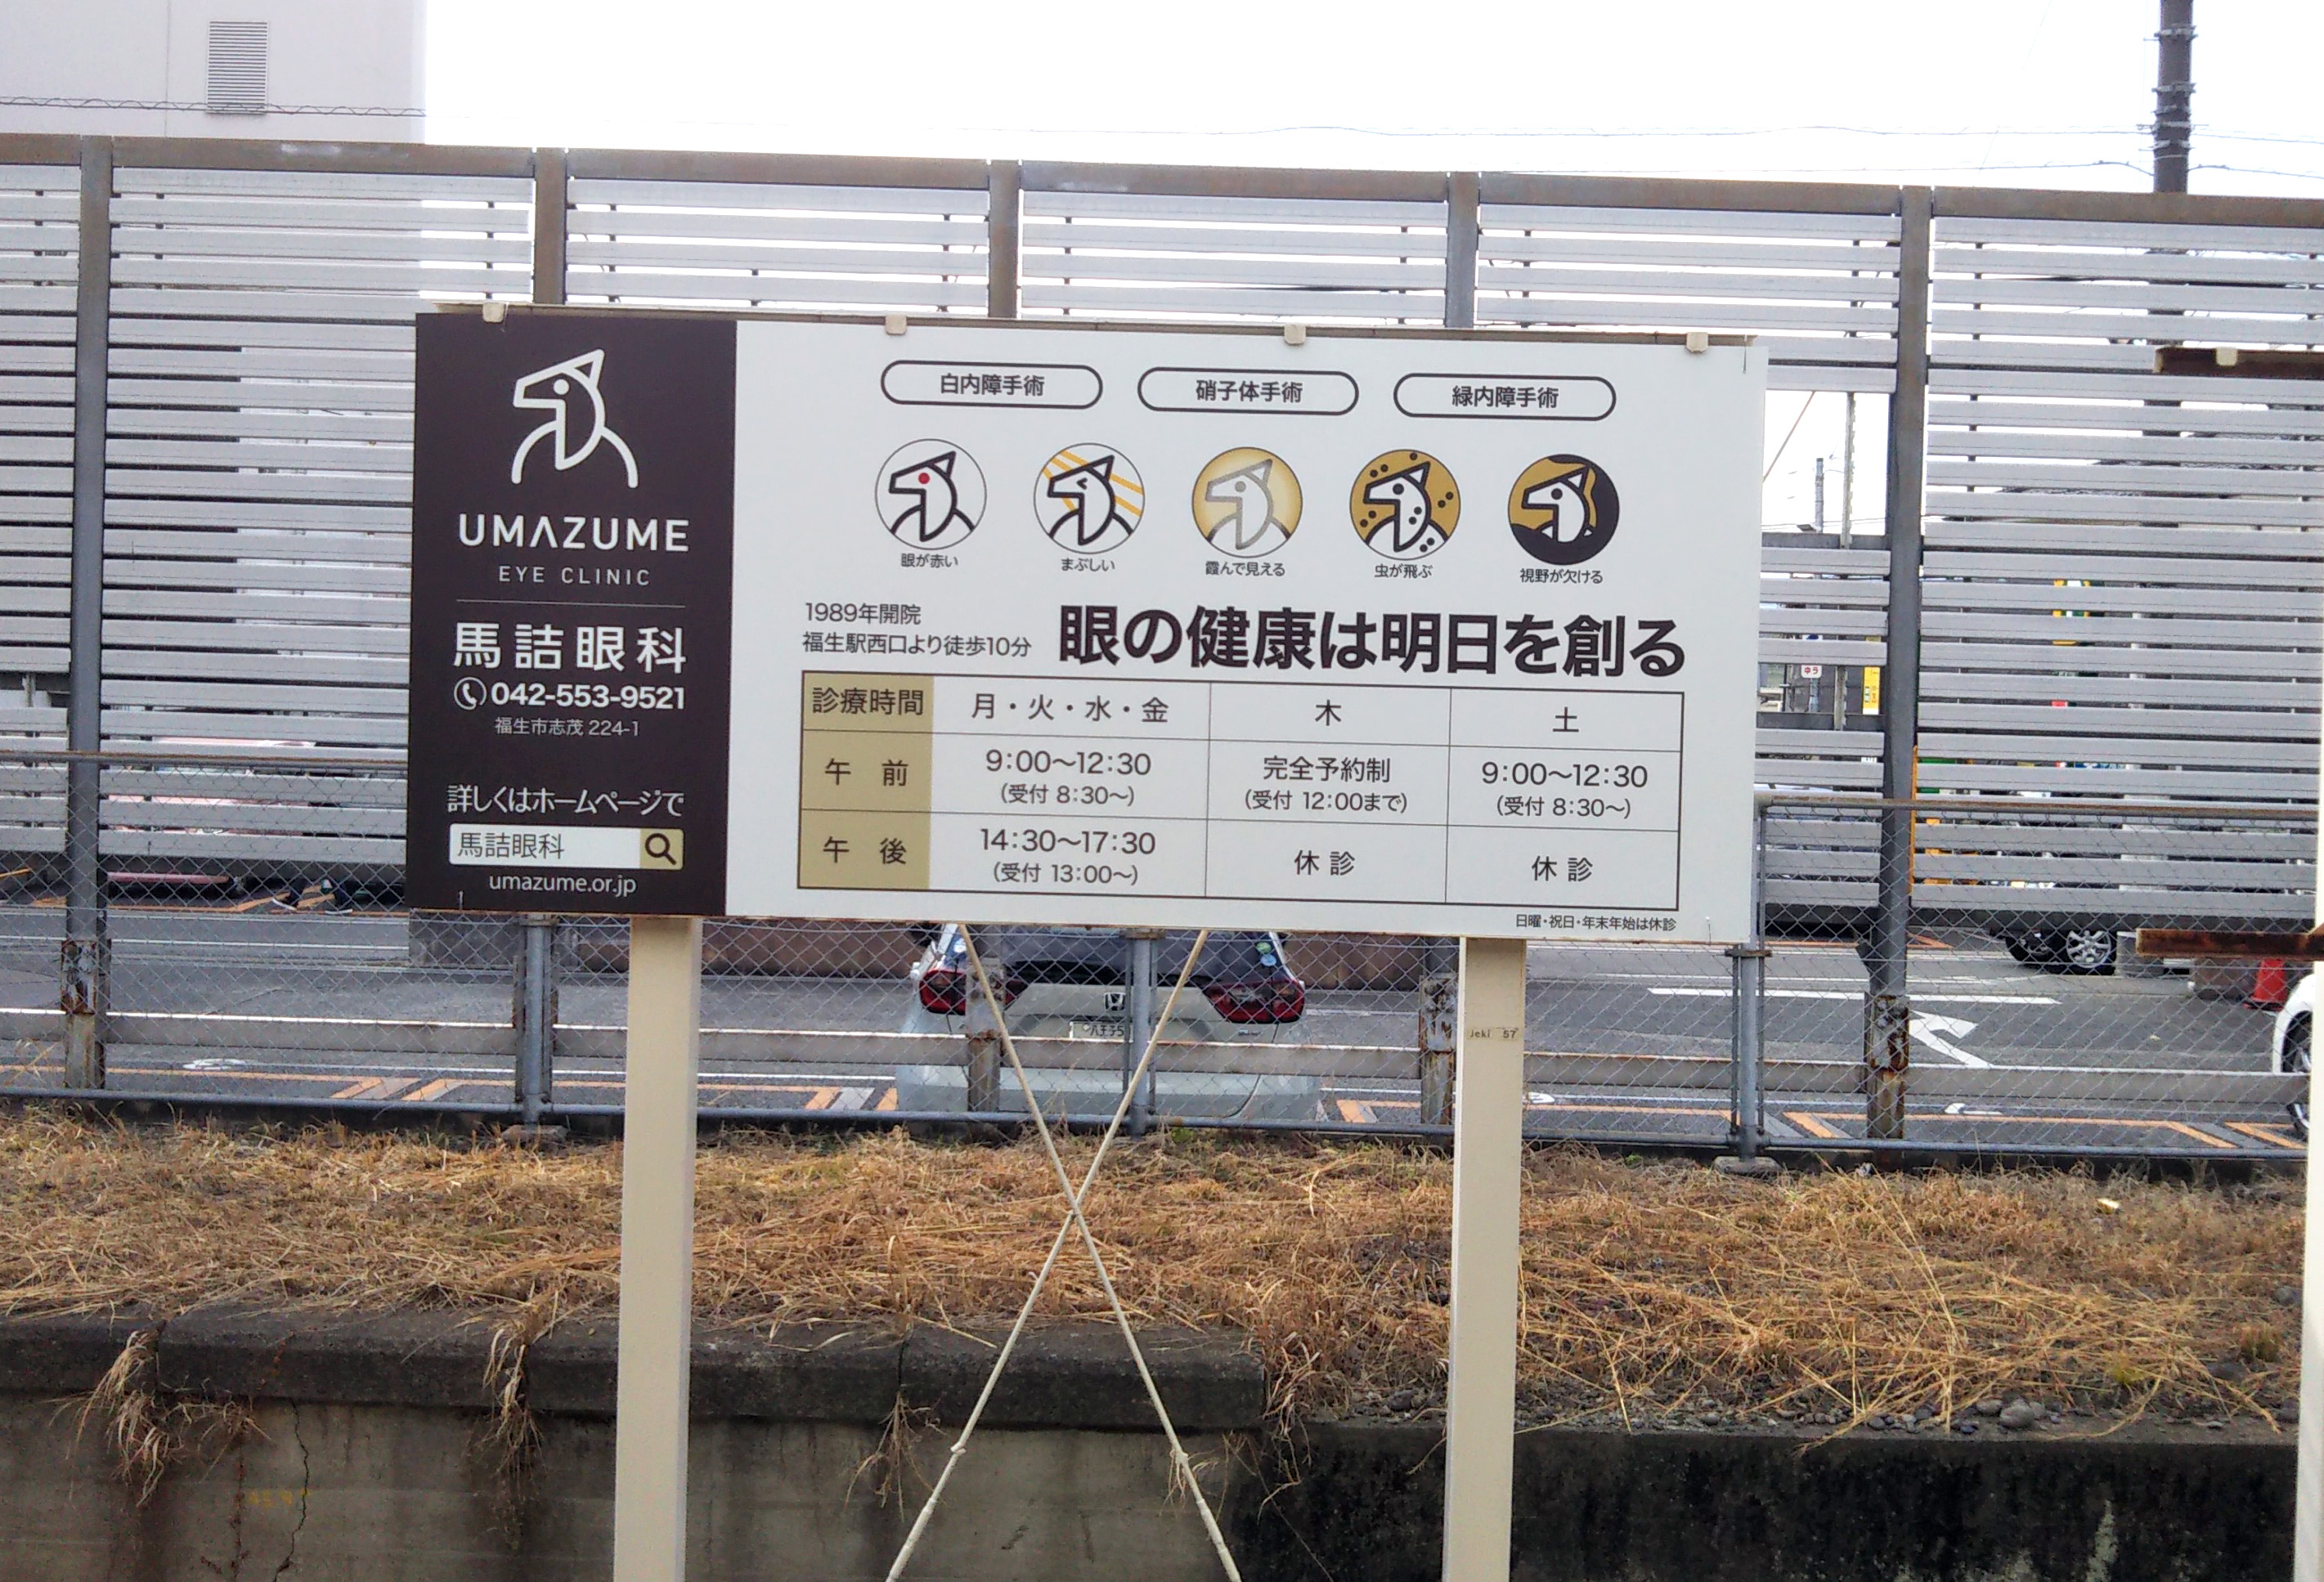 UMAZUME
EYE CLINIC
馬詰眼科
042-553-9521
福生市志茂 224-1
詳しくはホームページで
馬詰眼科
umazume.or.jp
白内障手術 硝子体手術 緑内障手術
眼が赤い まぶしい 霞んで見える 虫が飛ぶ 視野が欠ける
1989年開院
福生駅西口より徒歩10分
眼の健康は明日を創る
診療時間 月・火・水・金 木 土
午前 9:00〜12:30 完全予約制 9:00〜12:30
(受付 8:30〜) (受付 12:00まで) (受付 8:30〜)
午後 14:30〜17:30 休診 休診
(受付 13:00〜)
日曜・祝日・年末年始は休診
jeki 57
八王子5